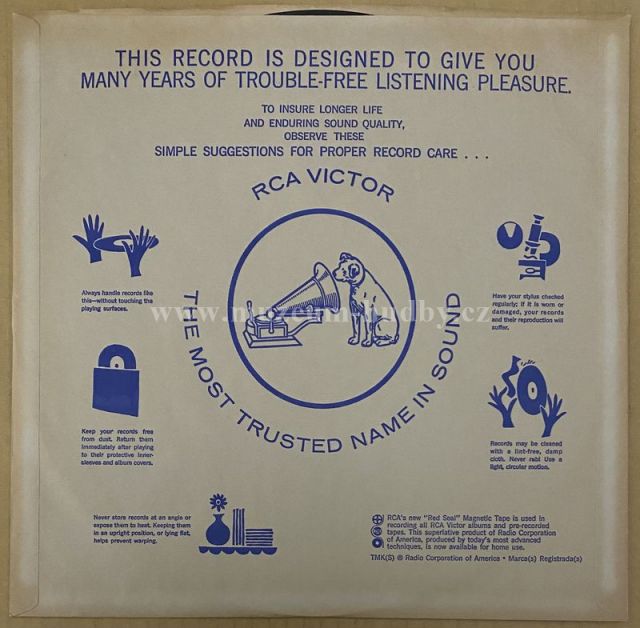 THIS RECORD IS DESIGNED TO GIVE YOU
MANY YEARS OF TROUBLE-FREE LISTENING PLEASURE.
TO INSURE LONGER LIFE
AND ENDURING SOUND QUALITY,
OBSERVE THESE
SIMPLE SUGGESTIONS FOR PROPER RECORD CARE . . .
RCA VICTOR
THE MOST TRUSTED NAME IN SOUND
Always handle records like
this—without touching the
playing surfaces.
Have your stylus checked
regularly; if it is worn or
damaged, your records
and their reproduction will
suffer.
Keep your records free
from dust. Return them
immediately after playing
to their protective inner-
sleeves and album covers.
Records may be cleaned
with a lint-free, damp
cloth. Never rub! Use a
light, circular motion.
Never store records at an angle or
expose them to heat. Keeping them
in an upright position, or lying flat,
helps prevent warping.
RCA's new "Red Seal" Magnetic Tape is used in
recording all RCA Victor albums and pre-recorded
tapes. This superlative product of Radio Corporation
of America, produced by today's most advanced
techniques, is now available for home use.
TMK(S) ® Radio Corporation of America • Marca(s) Registrada(s)